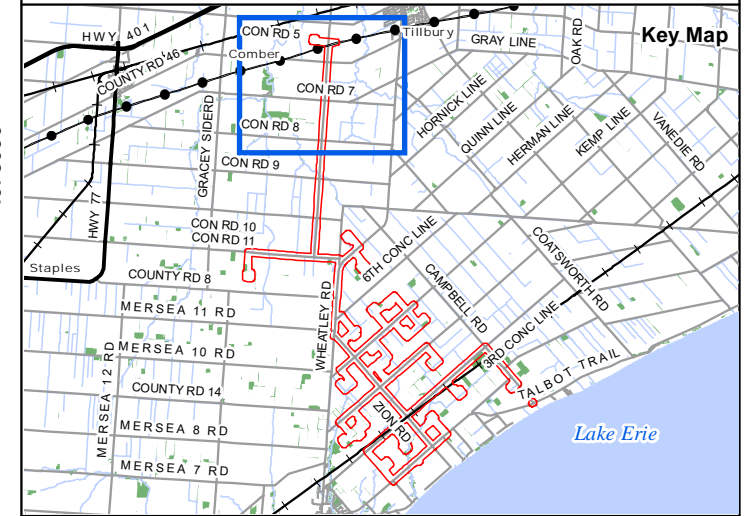 Key Map
HWY 401
CON RD 5
Tillbury
GRAY LINE
OAK RD
Comber
COUNTY RD 46
CON RD 7
HORNICK LINE
QUINN LINE
HERMAN LINE
KEMP LINE
VANEDIE RD
CON RD 8
GRACEY SIDERD
CON RD 9
HWY 77
CON RD 10
CON RD 11
6TH CONC LINE
COATSWORTH RD
Staples
COUNTY RD 8
CAMPBELL RD
MERSEA 11 RD
WHEATLEY RD
3RD CONC LINE
MERSEA 10 RD
MERSEA 12 RD
TALBOT TRAIL
COUNTY RD 14
ZION RD
Lake Erie
MERSEA 8 RD
MERSEA 7 RD